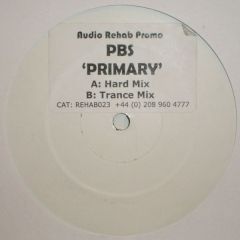 Audio Rehab Promo
PBS
'PRIMARY'
A: Hard Mix
B: Trance Mix
CAT: REHAB023 +44 (0) 208 960 4777